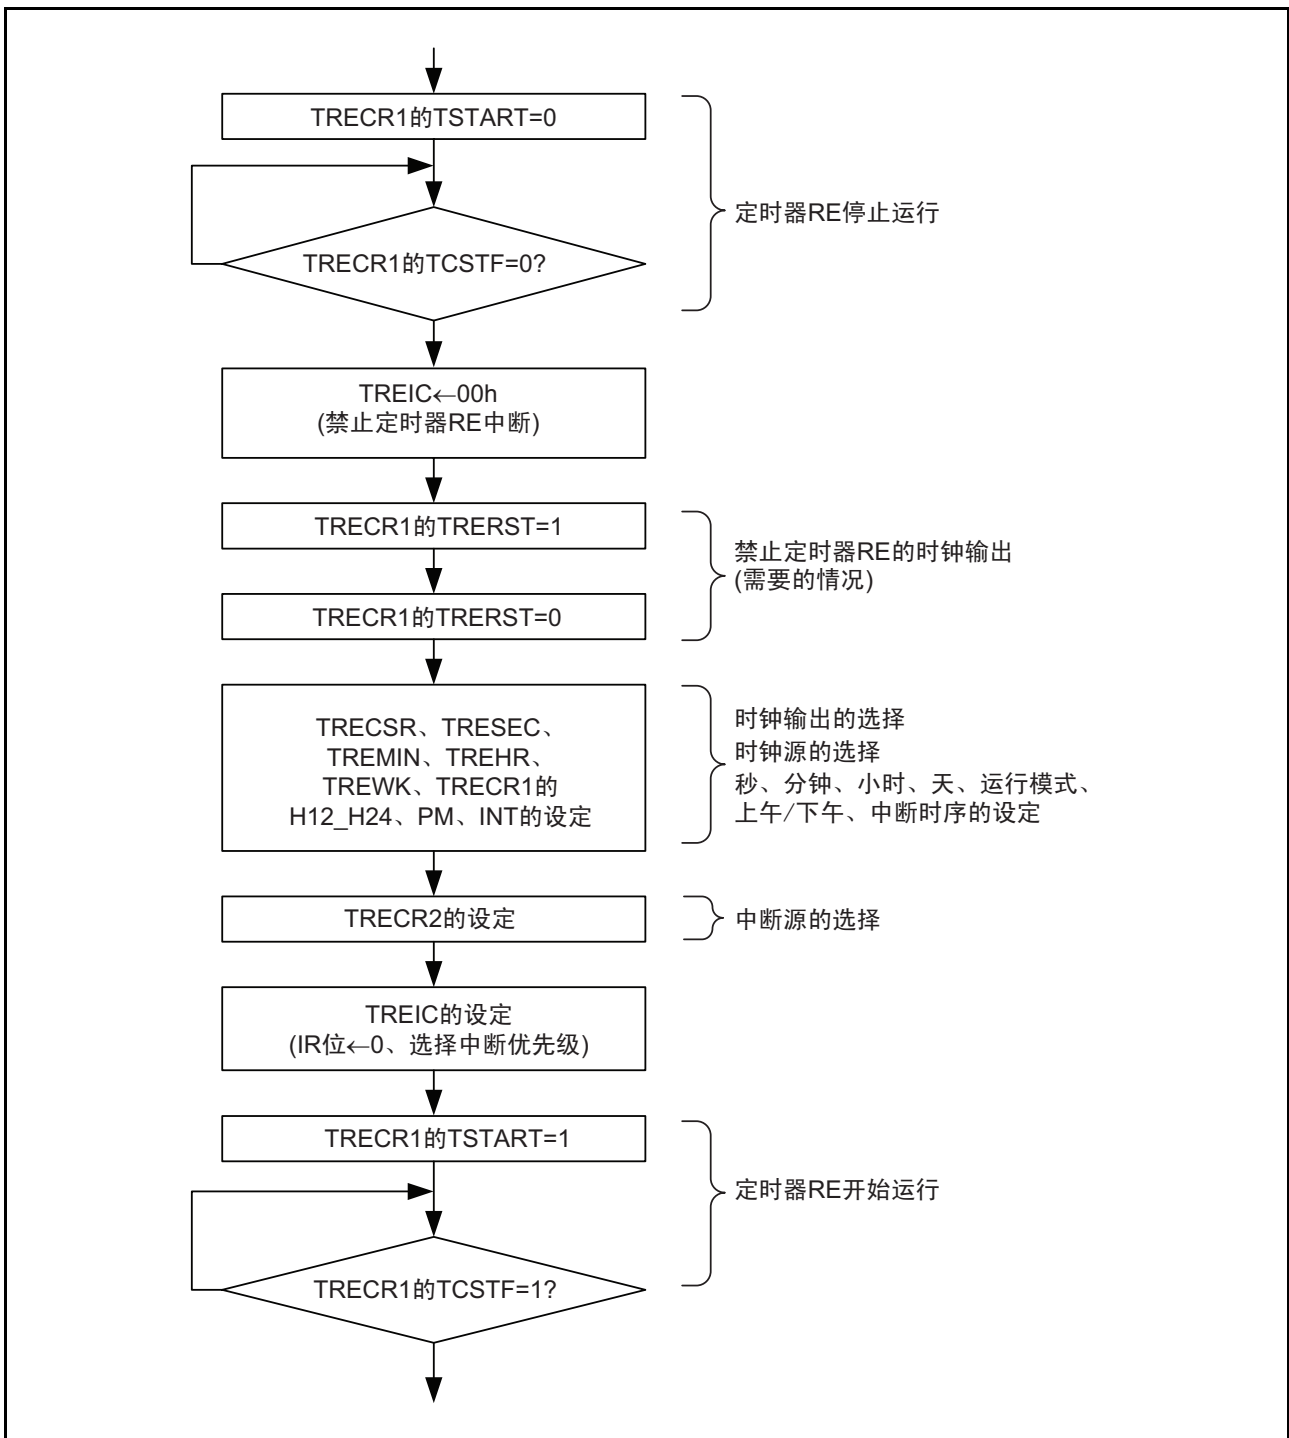 TRECR1的TSTART=0
定时器RE停止运行
TRECR1的TCSTF=0?
TREIC←00h
(禁止定时器RE中断)
TRECR1的TRERST=1
禁止定时器RE的时钟输出
(需要的情况)
TRECR1的TRERST=0
TRECSR、TRESEC、
TREMIN、TREHR、
TREWK、TRECR1的
H12_H24、PM、INT的设定
时钟输出的选择
时钟源的选择
秒、分钟、小时、天、运行模式、
上午/下午、中断时序的设定
TRECR2的设定
中断源的选择
TREIC的设定
(IR位←0、选择中断优先级)
TRECR1的TSTART=1
定时器RE开始运行
TRECR1的TCSTF=1?